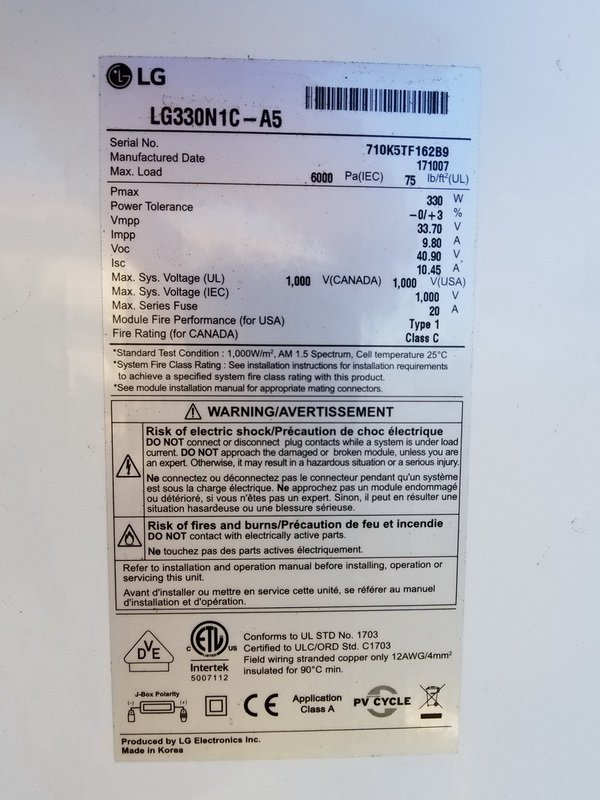 LG
LG330N1C-A5
Serial No. 710K5TF162B9
Manufactured Date 171007
Max. Load 6000 Pa(IEC) 75 lb/ft²(UL)
Pmax 330 W
Power Tolerance -0/+3 %
Vmpp 33.70 V
Impp 9.80 A
Voc 40.90 V
Isc 10.45 A
Max. Sys. Voltage (UL) 1,000 V(CANADA) 1,000 V(USA)
Max. Sys. Voltage (IEC) 1,000 V
Max. Series Fuse 20 A
Module Fire Performance (for USA) Type 1
Fire Rating (for CANADA) Class C
*Standard Test Condition : 1,000W/m², AM 1.5 Spectrum, Cell temperature 25°C
*System Fire Class Rating : See installation instructions for installation requirements
to achieve a specified system fire class rating with this product.
*See module installation manual for appropriate mating connectors.
WARNING/AVERTISSEMENT
Risk of electric shock/Précaution de choc électrique
DO NOT connect or disconnect plug contacts while a system is under load
current. DO NOT approach the damaged or broken module, unless you are
an expert. Otherwise, it may result in a hazardous situation or a serious injury.
Ne connectez ou déconnectez pas le connecteur pendant qu'un système
est sous la charge électrique. Ne approchez pas un module endommagé
ou détérioré, si vous n'êtes pas un expert. Sinon, il peut en résulter une
situation hasardeuse ou une blessure sérieuse.
Risk of fires and burns/Précaution de feu et incendie
DO NOT contact with electrically active parts.
Ne touchez pas des parts actives électriquement.
Refer to installation and operation manual before installing, operation or
servicing this unit.
Avant d'installer ou mettre en service cette unité, se référer au manuel
d'installation et d'opération.
DVE
C ETL US
Intertek
5007112
Conforms to UL STD No. 1703
Certified to ULC/ORD Std. C1703
Field wiring stranded copper only 12AWG/4mm²
insulated for 90°C min.
J-Box Polarity
(-) (+)
CE
Application
Class A
PV CYCLE
Produced by LG Electronics Inc.
Made in Korea